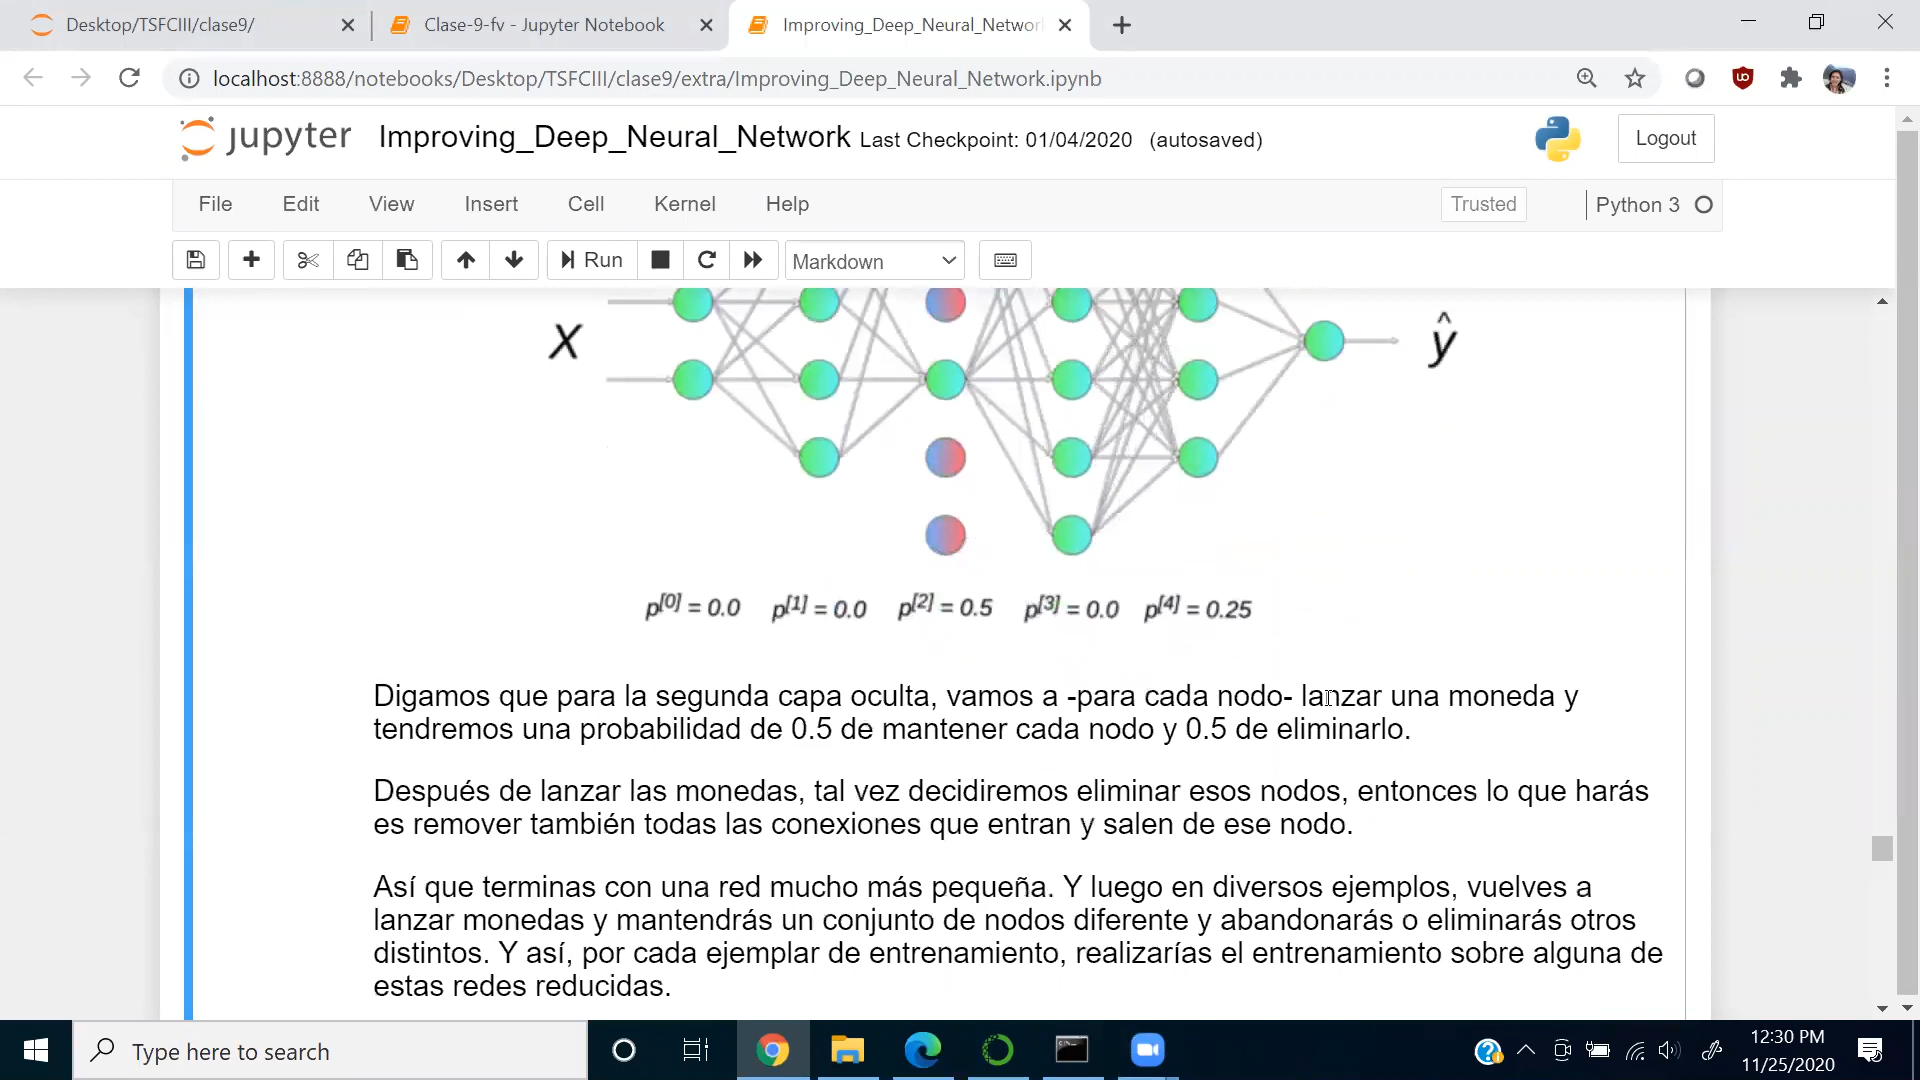 Desktop/TSFCIII/clase9/
Clase-9-fv - Jupyter Notebook
Improving_Deep_Neural_Networ
localhost:8888/notebooks/Desktop/TSFCIII/clase9/extra/Improving_Deep_Neural_Network.ipynb
jupyter Improving_Deep_Neural_Network Last Checkpoint: 01/04/2020 (autosaved)
Logout
File Edit View Insert Cell Kernel Help
Trusted
Python 3
Run
Markdown
X
ŷ
p[0] = 0.0 p[1] = 0.0 p[2] = 0.5 p[3] = 0.0 p[4] = 0.25
Digamos que para la segunda capa oculta, vamos a -para cada nodo- lanzar una moneda y
tendremos una probabilidad de 0.5 de mantener cada nodo y 0.5 de eliminarlo.
Después de lanzar las monedas, tal vez decidiremos eliminar esos nodos, entonces lo que harás
es remover también todas las conexiones que entran y salen de ese nodo.
Así que terminas con una red mucho más pequeña. Y luego en diversos ejemplos, vuelves a
lanzar monedas y mantendrás un conjunto de nodos diferente y abandonarás o eliminarás otros
distintos. Y así, por cada ejemplar de entrenamiento, realizarías el entrenamiento sobre alguna de
estas redes reducidas.
Type here to search
12:30 PM
11/25/2020